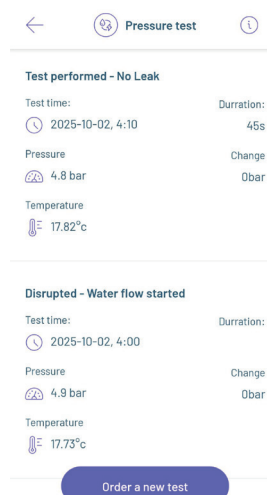 Pressure test
Test performed - No Leak
Test time: Durration:
2025-10-02, 4:10 45s
Pressure Change
4.8 bar 0bar
Temperature
17.82°c
Disrupted - Water flow started
Test time: Durration:
2025-10-02, 4:00
Pressure Change
4.9 bar 0bar
Temperature
17.73°c
Order a new test